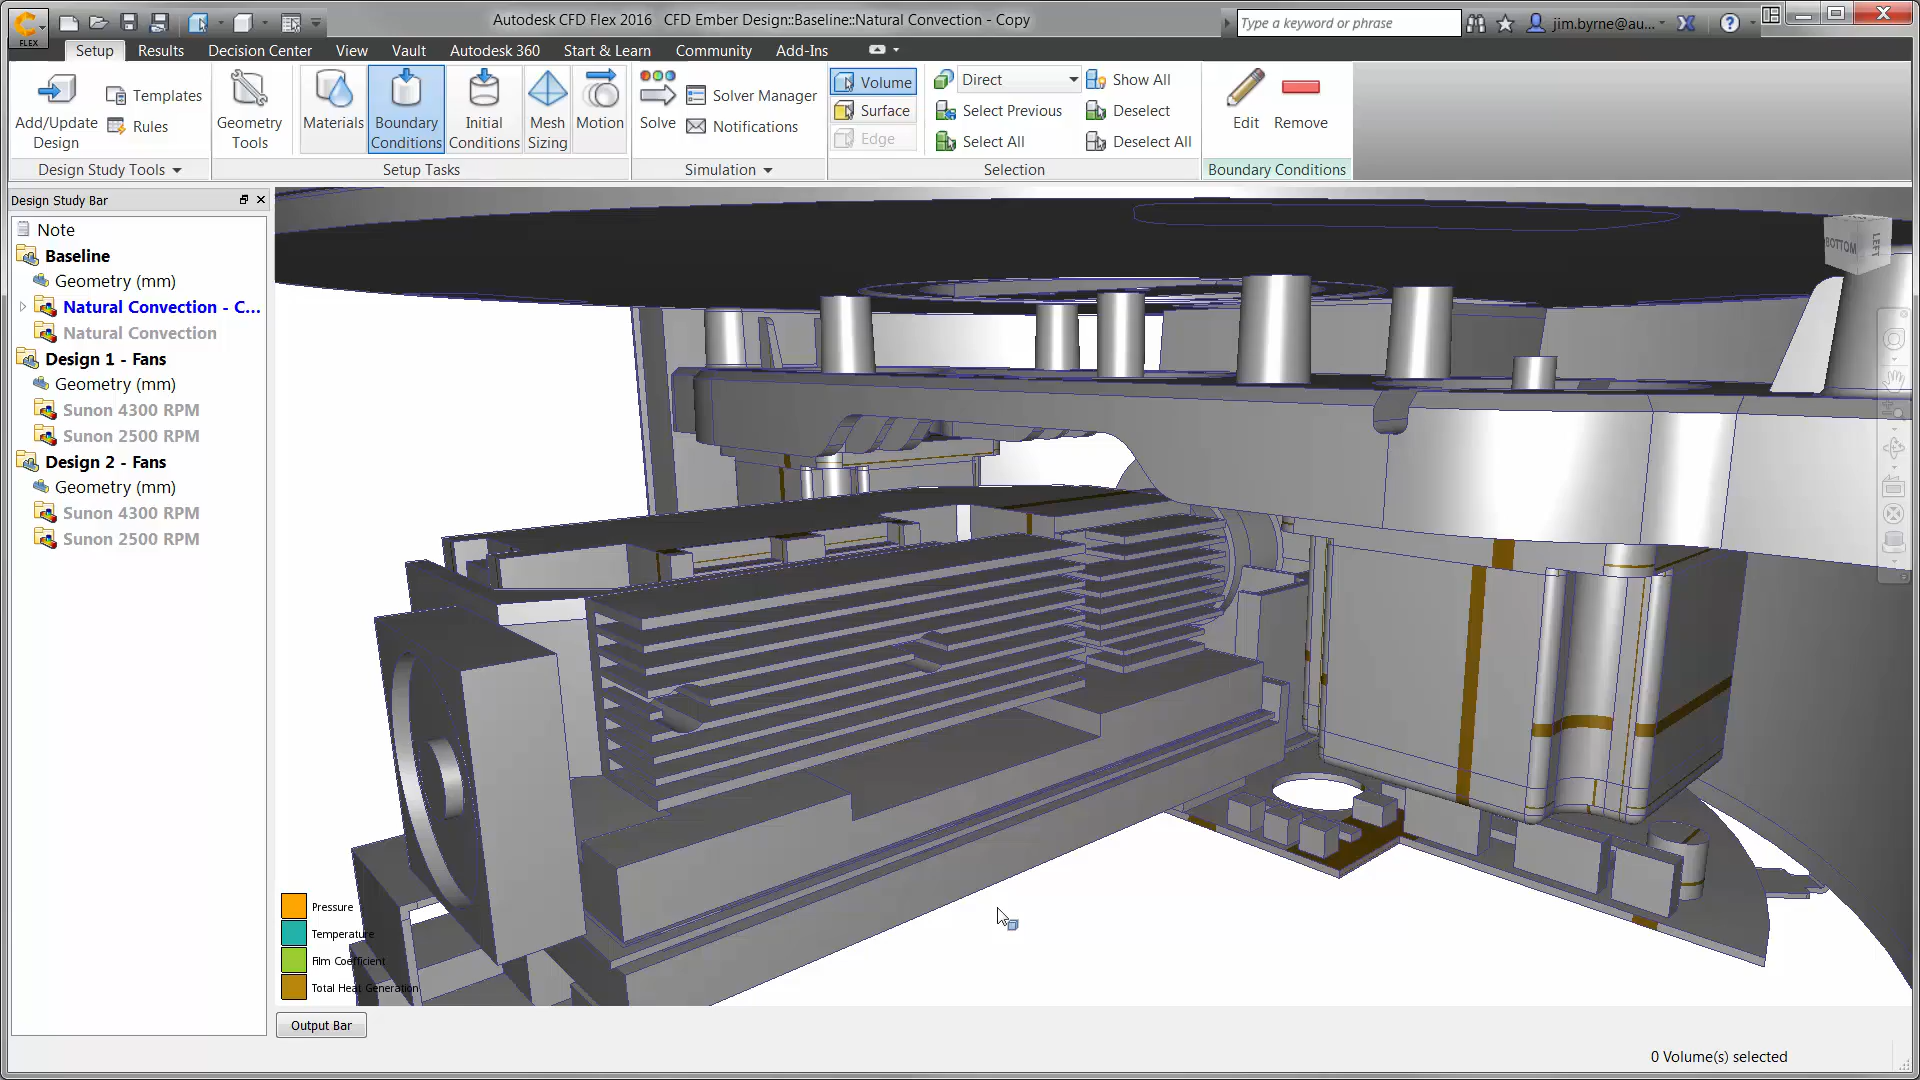 Autodesk CFD Flex 2016 CFD Ember Design::Baseline::Natural Convection - Copy
Type a keyword or phrase
jim.byrne@au...
FLEX
Setup Results Decision Center View Vault Autodesk 360 Start & Learn Community Add-Ins
Add/Update Design
Templates
Rules
Geometry Tools
Materials
Boundary Conditions
Initial Conditions
Mesh Sizing
Motion
Solve
Solver Manager
Notifications
Volume
Surface
Edge
Direct
Select Previous
Select All
Show All
Deselect
Deselect All
Edit
Remove
Design Study Tools
Setup Tasks
Simulation
Selection
Boundary Conditions
Design Study Bar
Note
Baseline
Geometry (mm)
Natural Convection - C...
Natural Convection
Design 1 - Fans
Geometry (mm)
Sunon 4300 RPM
Sunon 2500 RPM
Design 2 - Fans
Geometry (mm)
Sunon 4300 RPM
Sunon 2500 RPM
BOTTOM
LEFT
Pressure
Temperature
Film Coefficient
Total Heat Generation
Output Bar
0 Volume(s) selected